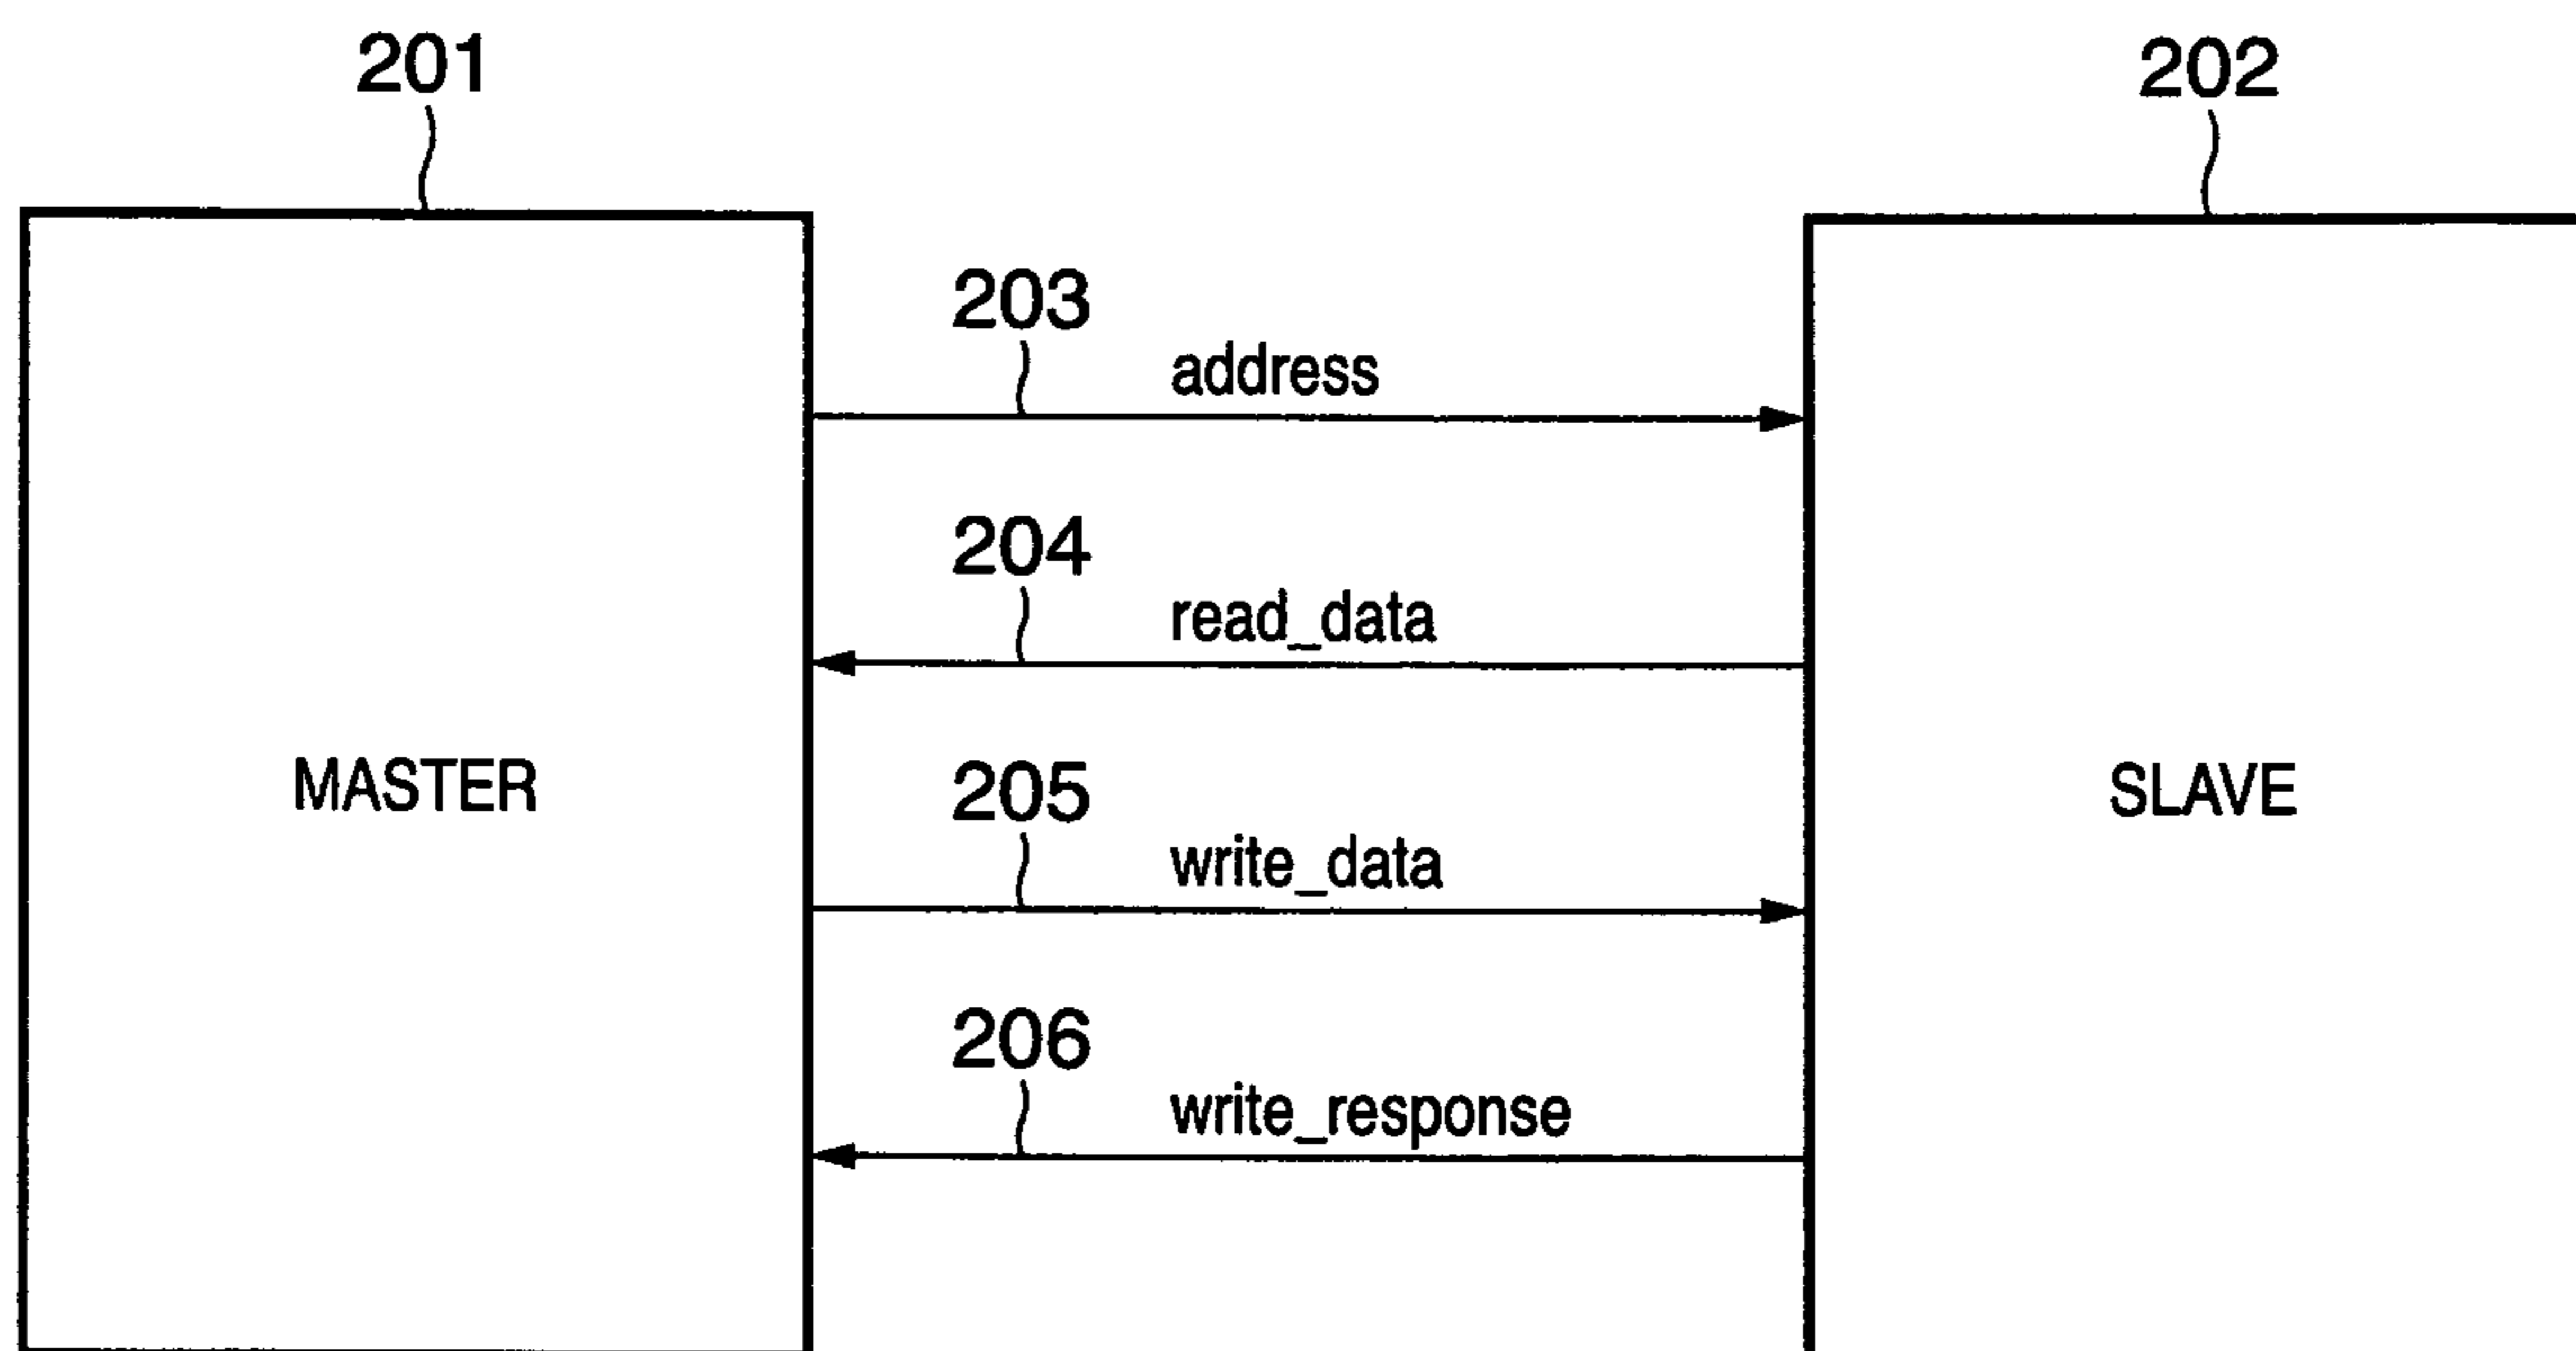 201
202
203
address
204
read_data
MASTER
SLAVE
205
write_data
206
write_response